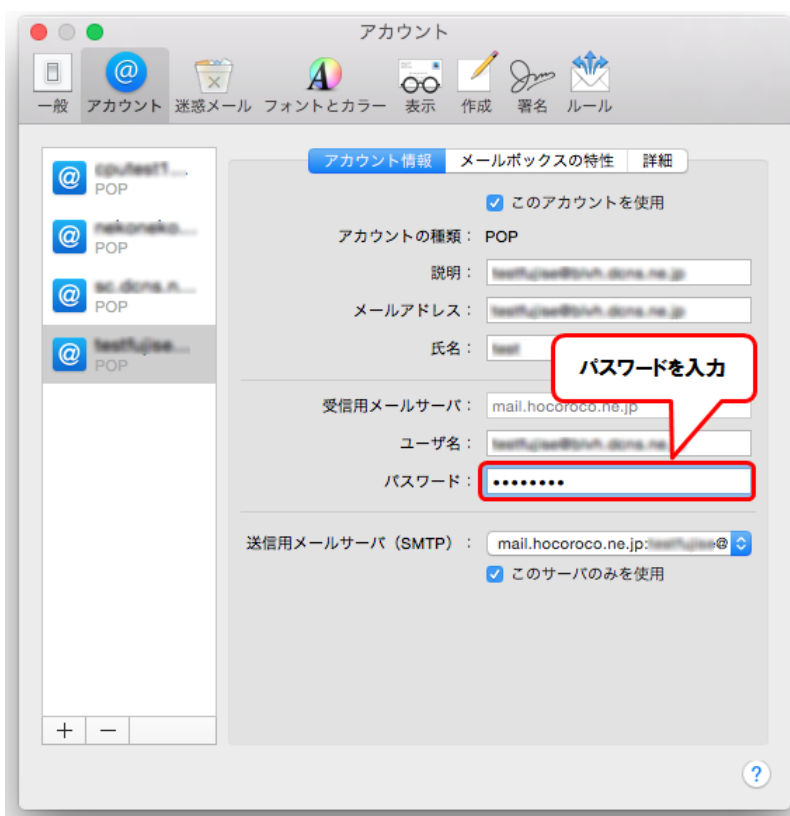 アカウント
一般 アカウント 迷惑メール フォントとカラー 表示 作成 署名 ルール
アカウント情報 メールボックスの特性 詳細
POP
POP
POP
POP
このアカウントを使用
アカウントの種類： POP
説明：
メールアドレス：
氏名：
パスワードを入力
受信用メールサーバ： mail.hocoroco.ne.jp
ユーザ名：
パスワード： ••••••••
送信用メールサーバ（SMTP）： mail.hocoroco.ne.jp: @
このサーバのみを使用
+ −
?